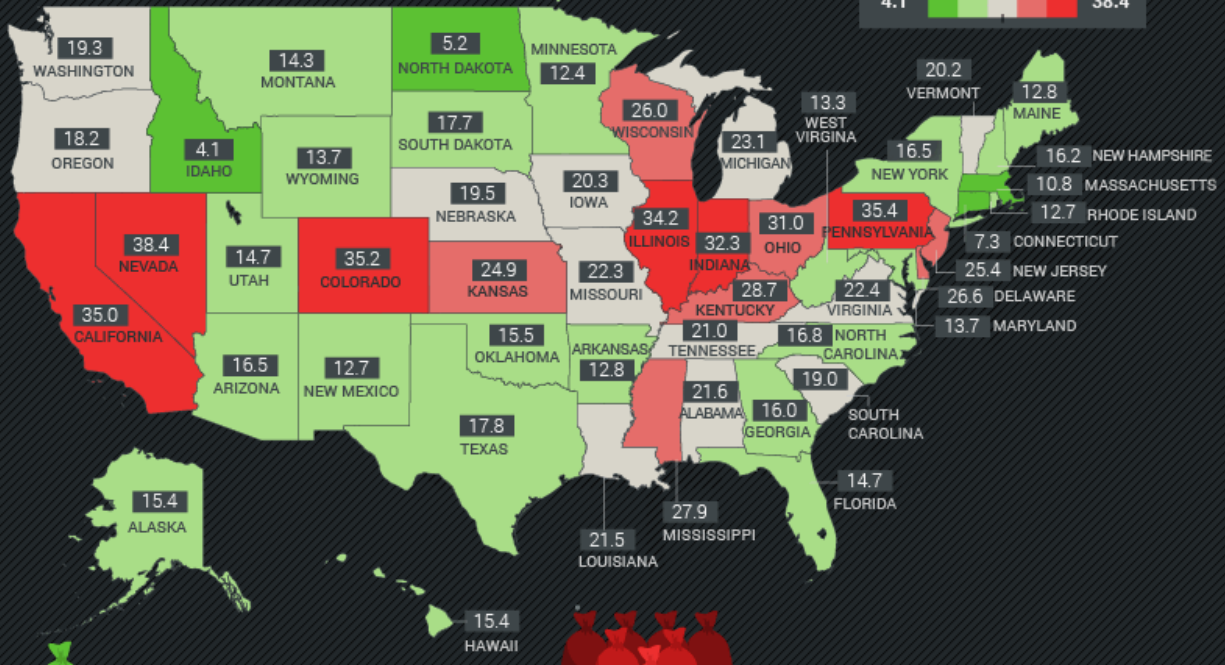 4.1 38.4
19.3
WASHINGTON
14.3
MONTANA
5.2
NORTH DAKOTA
MINNESOTA
12.4
20.2
VERMONT
12.8
MAINE
18.2
OREGON
4.1
IDAHO
13.7
WYOMING
17.7
SOUTH DAKOTA
26.0
WISCONSIN
23.1
MICHIGAN
13.3
WEST
VIRGINA
16.5
NEW YORK
16.2 NEW HAMPSHIRE
10.8 MASSACHUSETTS
12.7 RHODE ISLAND
7.3 CONNECTICUT
25.4 NEW JERSEY
26.6 DELAWARE
13.7 MARYLAND
38.4
NEVADA
14.7
UTAH
35.2
COLORADO
19.5
NEBRASKA
20.3
IOWA
34.2
ILLINOIS
32.3
INDIANA
31.0
OHIO
35.4
PENNSYLVANIA
35.0
CALIFORNIA
24.9
KANSAS
22.3
MISSOURI
28.7
KENTUCKY
22.4
VIRGINIA
16.5
ARIZONA
12.7
NEW MEXICO
15.5
OKLAHOMA
ARKANSAS
12.8
21.0
TENNESSEE
16.8 NORTH
CAROLINA
17.8
TEXAS
21.6
ALABAMA
16.0
GEORGIA
19.0
SOUTH
CAROLINA
15.4
ALASKA
21.5
LOUISIANA
27.9
MISSISSIPPI
14.7
FLORIDA
15.4
HAWAII